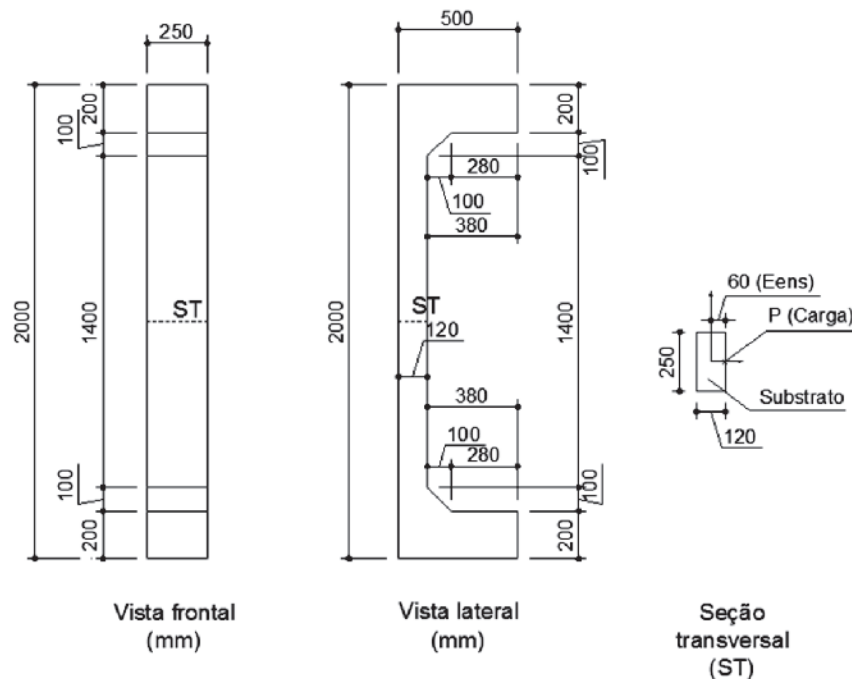 250
500
200
100
2000
1400
ST
100
200
2000
200
100
280
100
380
ST
120
1400
380
100
280
100
200
60 (Eens)
P (Carga)
250
Substrato
120
Vista frontal
(mm)
Vista lateral
(mm)
Seção
transversal
(ST)